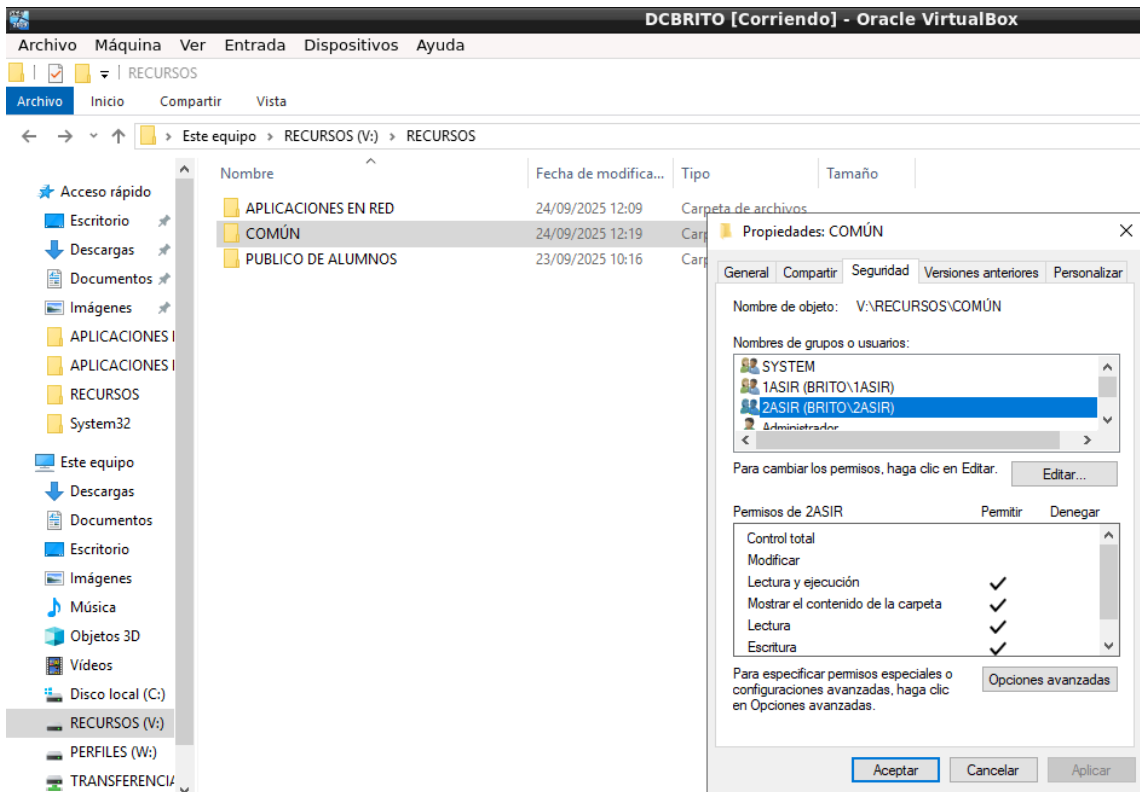 DCBRITO [Corriendo] - Oracle VirtualBox
Archivo Máquina Ver Entrada Dispositivos Ayuda
RECURSOS
Archivo Inicio Compartir Vista
Este equipo > RECURSOS (V:) > RECURSOS
Acceso rápido
Escritorio
Descargas
Documentos
Imágenes
APLICACIONES
APLICACIONES
RECURSOS
System32
Este equipo
Descargas
Documentos
Escritorio
Imágenes
Música
Objetos 3D
Vídeos
Disco local (C:)
RECURSOS (V:)
PERFILES (W:)
TRANSFERENCIA
Nombre Fecha de modifica... Tipo Tamaño
APLICACIONES EN RED 24/09/2025 12:09 Carpeta de archivos
COMÚN 24/09/2025 12:19 Carp
PUBLICO DE ALUMNOS 23/09/2025 10:16 Carp
Propiedades: COMÚN
General Compartir Seguridad Versiones anteriores Personalizar
Nombre de objeto: V:\RECURSOS\COMÚN
Nombres de grupos o usuarios:
SYSTEM
1ASIR (BRITO\1ASIR)
2ASIR (BRITO\2ASIR)
Administrador
Para cambiar los permisos, haga clic en Editar. Editar...
Permisos de 2ASIR Permitir Denegar
Control total
Modificar
Lectura y ejecución
Mostrar el contenido de la carpeta
Lectura
Escritura
Para especificar permisos especiales o
configuraciones avanzadas, haga clic
en Opciones avanzadas.
Opciones avanzadas
Aceptar Cancelar Aplicar